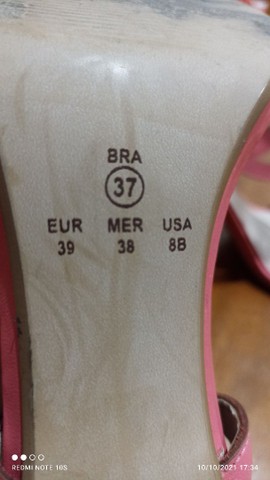 BRA
37
EUR MER USA
39 38 8B
REDMI NOTE 10S 10/10/2021 17:34